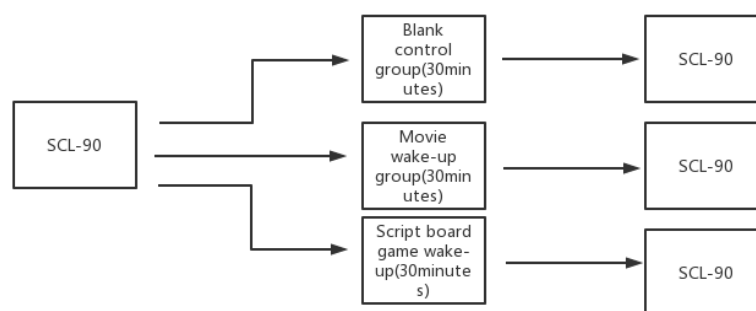 SCL-90
Blank
control
group(30min
utes)
SCL-90
Movie
wake-up
group(30min
utes)
SCL-90
Script board
game wake-
up(30minute
s)
SCL-90